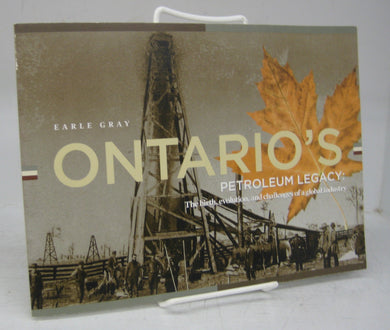 EARLE GRAY
ONTARIO'S
PETROLEUM LEGACY:
The birth, evolution, and challenges of a global industry